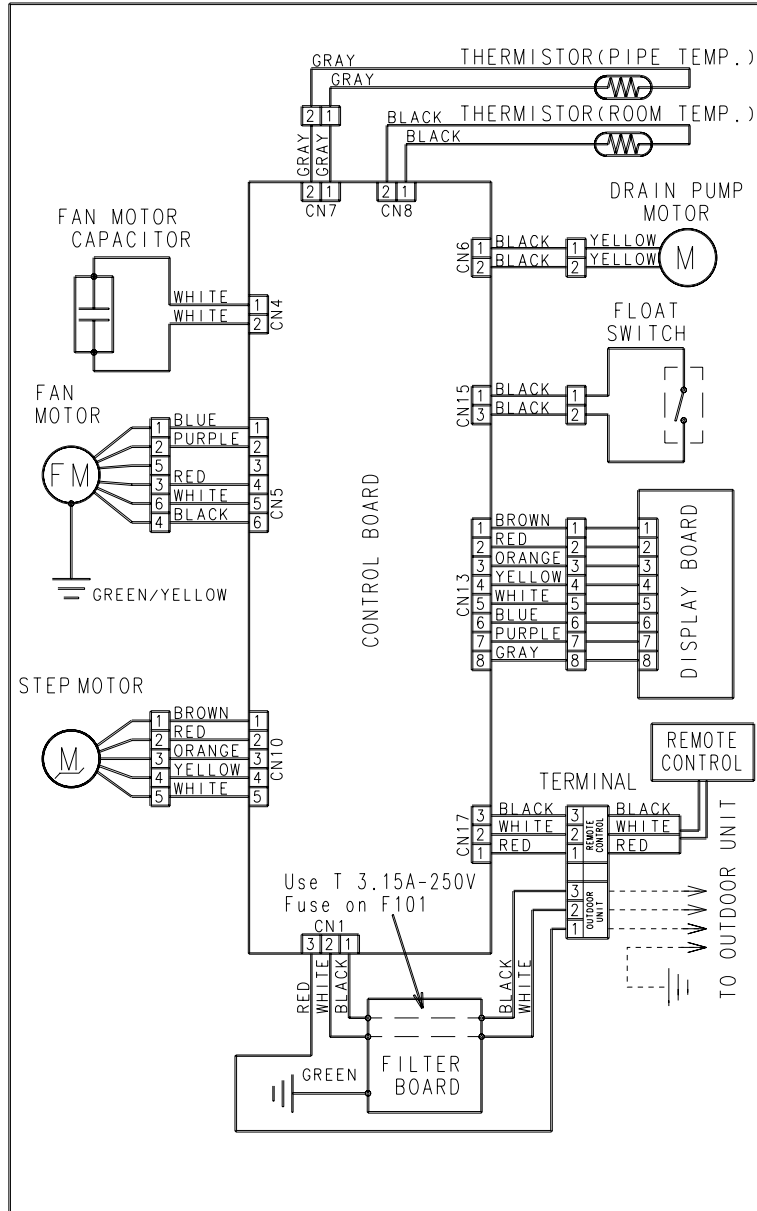 GRAY
THERMISTOR(PIPE TEMP.)
GRAY
2 1
BLACK
THERMISTOR(ROOM TEMP.)
BLACK
GRAY
GRAY
2 1
2 1
CN7
CN8
DRAIN PUMP
MOTOR
CN6
1 BLACK 1 YELLOW
2 BLACK 2 YELLOW
M
FAN MOTOR
CAPACITOR
WHITE 1
WHITE 2
CN4
FLOAT
SWITCH
CN15
1 BLACK 1
3 BLACK 2
FAN
MOTOR
FM
1 BLUE 1
2 PURPLE 2
5 3
3 RED 4
6 WHITE 5
4 BLACK 6
CN5
GREEN/YELLOW
CONTROL BOARD
CN13
1 BROWN 1 1
2 RED 2 2
3 ORANGE 3 3
4 YELLOW 4 4
5 WHITE 5 5
6 BLUE 6 6
7 PURPLE 7 7
8 GRAY 8 8
DISPLAY BOARD
STEP MOTOR
M
1 BROWN 1
2 RED 2
3 ORANGE 3
4 YELLOW 4
5 WHITE 5
CN10
REMOTE
CONTROL
TERMINAL
CN17
3 BLACK 3 BLACK
2 WHITE 2 WHITE
1 RED 1 RED
REMOTE
CONTROL
3
2
1
OUTDOOR
UNIT
TO OUTDOOR UNIT
Use T 3.15A-250V
Fuse on F101
CN1
3 2 1
RED
WHITE
BLACK
BLACK
WHITE
FILTER
BOARD
GREEN